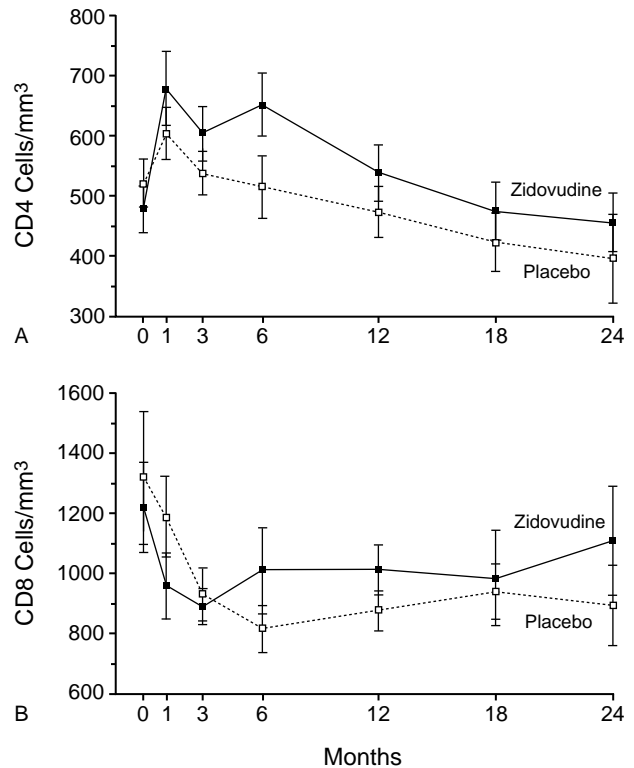 800
700
600
500
400
300
CD4 Cells/mm³
Zidovudine
Placebo
A
0 1 3 6 12 18 24
1600
1400
1200
1000
800
600
CD8 Cells/mm³
Zidovudine
Placebo
B
0 1 3 6 12 18 24
Months